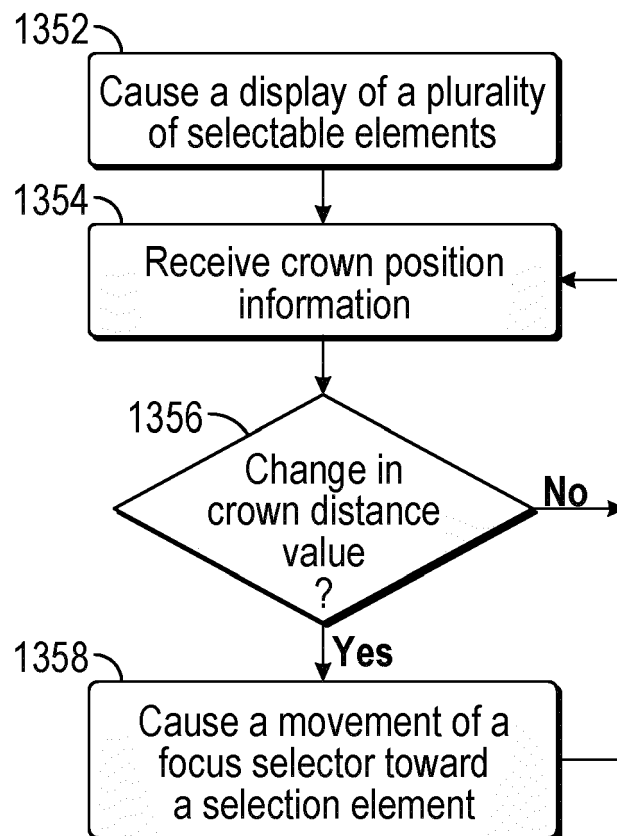 1352
Cause a display of a plurality
of selectable elements
1354
Receive crown position
information
1356
Change in
crown distance
value
?
No
Yes
1358
Cause a movement of a
focus selector toward
a selection element